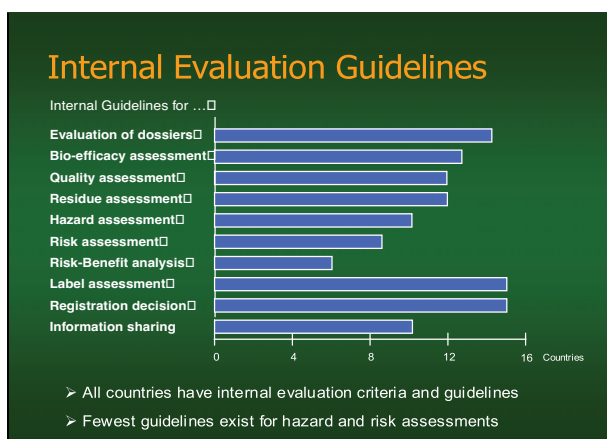 Internal Evaluation Guidelines
Internal Guidelines for …□
Evaluation of dossiers□
Bio-efficacy assessment□
Quality assessment□
Residue assessment□
Hazard assessment□
Risk assessment□
Risk-Benefit analysis□
Label assessment□
Registration decision□
Information sharing
0 4 8 12 16 Countries
➢ All countries have internal evaluation criteria and guidelines
➢ Fewest guidelines exist for hazard and risk assessments